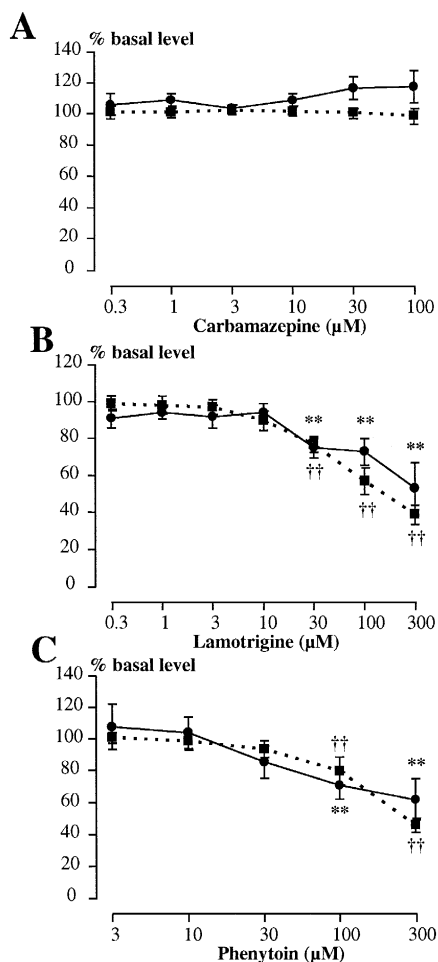 A
% basal level
140
120
100
80
60
40
20
0
0.3 1 3 10 30 100
Carbamazepine (µM)
B
% basal level
120
100
80
60
40
20
0
** ** **
†† †† ††
0.3 1 3 10 30 100 300
Lamotrigine (µM)
C
% basal level
140
120
100
80
60
40
20
0
†† **
** ††
3 10 30 100 300
Phenytoin (µM)